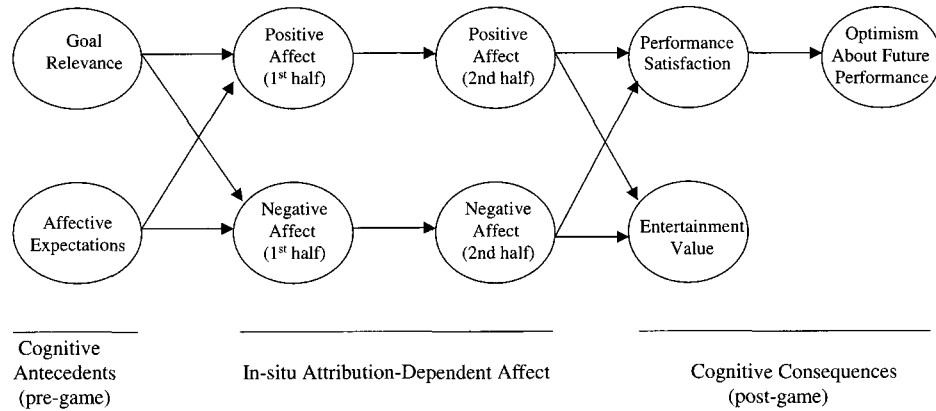 Goal
Relevance
Positive
Affect
(1st half)
Positive
Affect
(2nd half)
Performance
Satisfaction
Optimism
About Future
Performance
Affective
Expectations
Negative
Affect
(1st half)
Negative
Affect
(2nd half)
Entertainment
Value
Cognitive
Antecedents
(pre-game)
In-situ Attribution-Dependent Affect
Cognitive Consequences
(post-game)